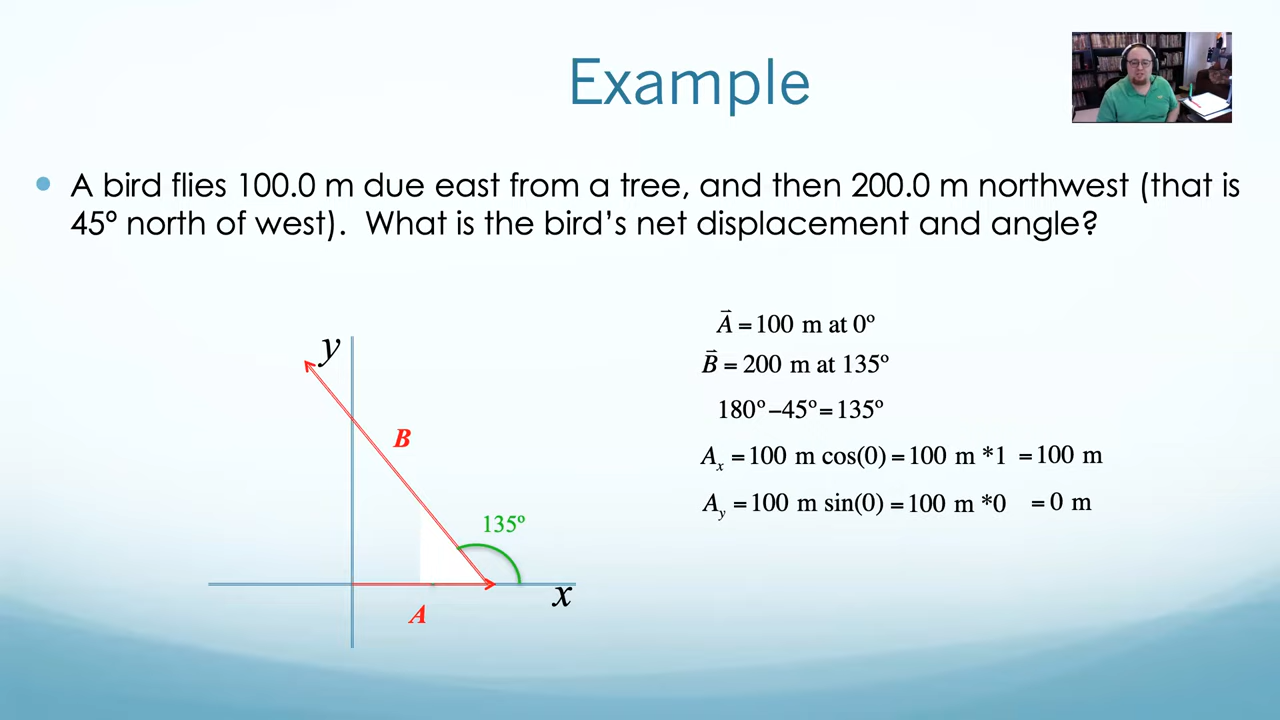 Example
A bird flies 100.0 m due east from a tree, and then 200.0 m northwest (that is
45º north of west).  What is the bird's net displacement and angle?
y
B
135º
x
A
A⃗ = 100 m at 0º
B⃗ = 200 m at 135º
180º−45º=135º
Aₓ = 100 m cos(0) = 100 m *1 = 100 m
A_y = 100 m sin(0) = 100 m *0 = 0 m